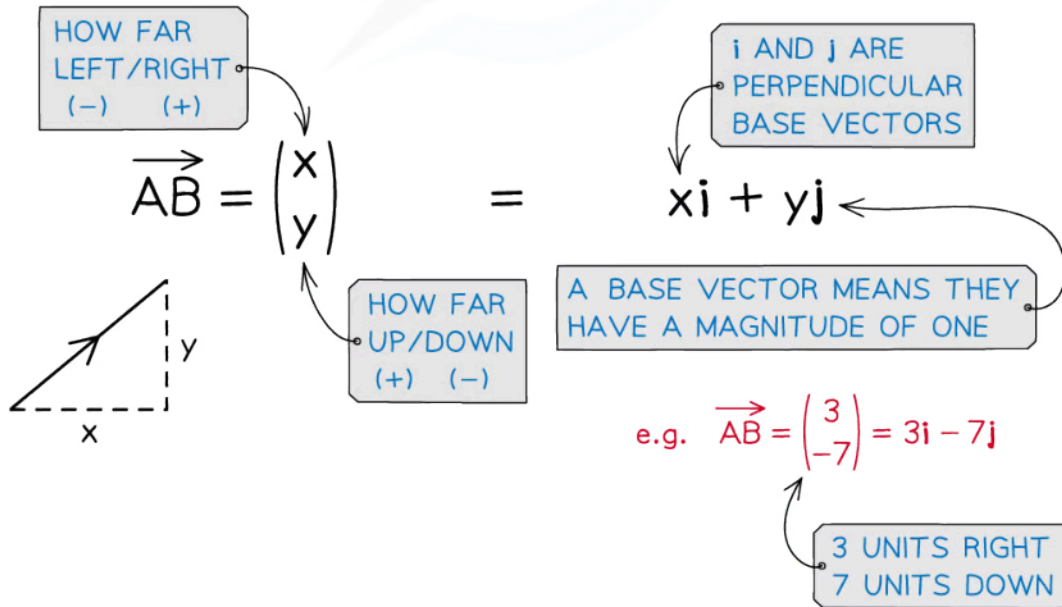 HOW FAR
LEFT/RIGHT
(-) (+)
i AND j ARE
PERPENDICULAR
BASE VECTORS
AB = (x y) = xi + yj
HOW FAR
UP/DOWN
(+) (-)
A BASE VECTOR MEANS THEY
HAVE A MAGNITUDE OF ONE
y
x
e.g. AB = (3 -7) = 3i - 7j
3 UNITS RIGHT
7 UNITS DOWN